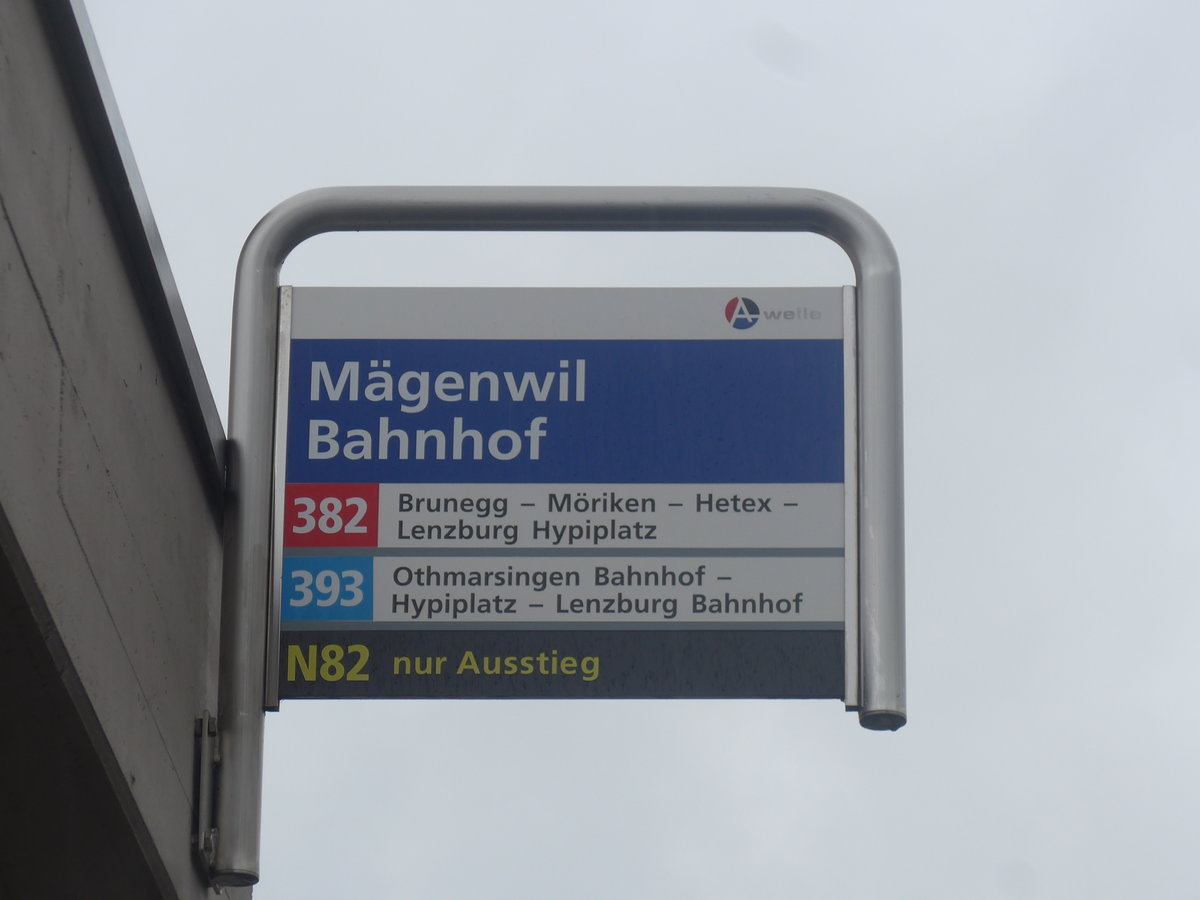 A-welle
Mägenwil
Bahnhof
382 Brunegg – Möriken – Hetex –
Lenzburg Hypiplatz
393 Othmarsingen Bahnhof –
Hypiplatz – Lenzburg Bahnhof
N82 nur Ausstieg